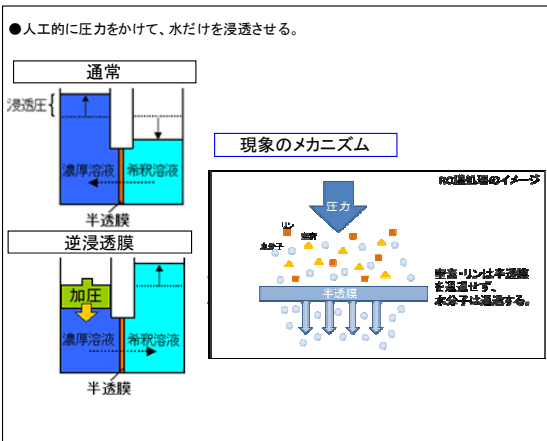 ●人工的に圧力をかけて、水だけを浸透させる。
通常
浸透圧
濃厚溶液
希釈溶液
半透膜
逆浸透膜
加圧
濃厚溶液
希釈溶液
半透膜
現象のメカニズム
RO膜処理のイメージ
圧力
リン
窒素
水分子
半透膜
窒素・リンは半透膜
を透過せず、
水分子は透過する。